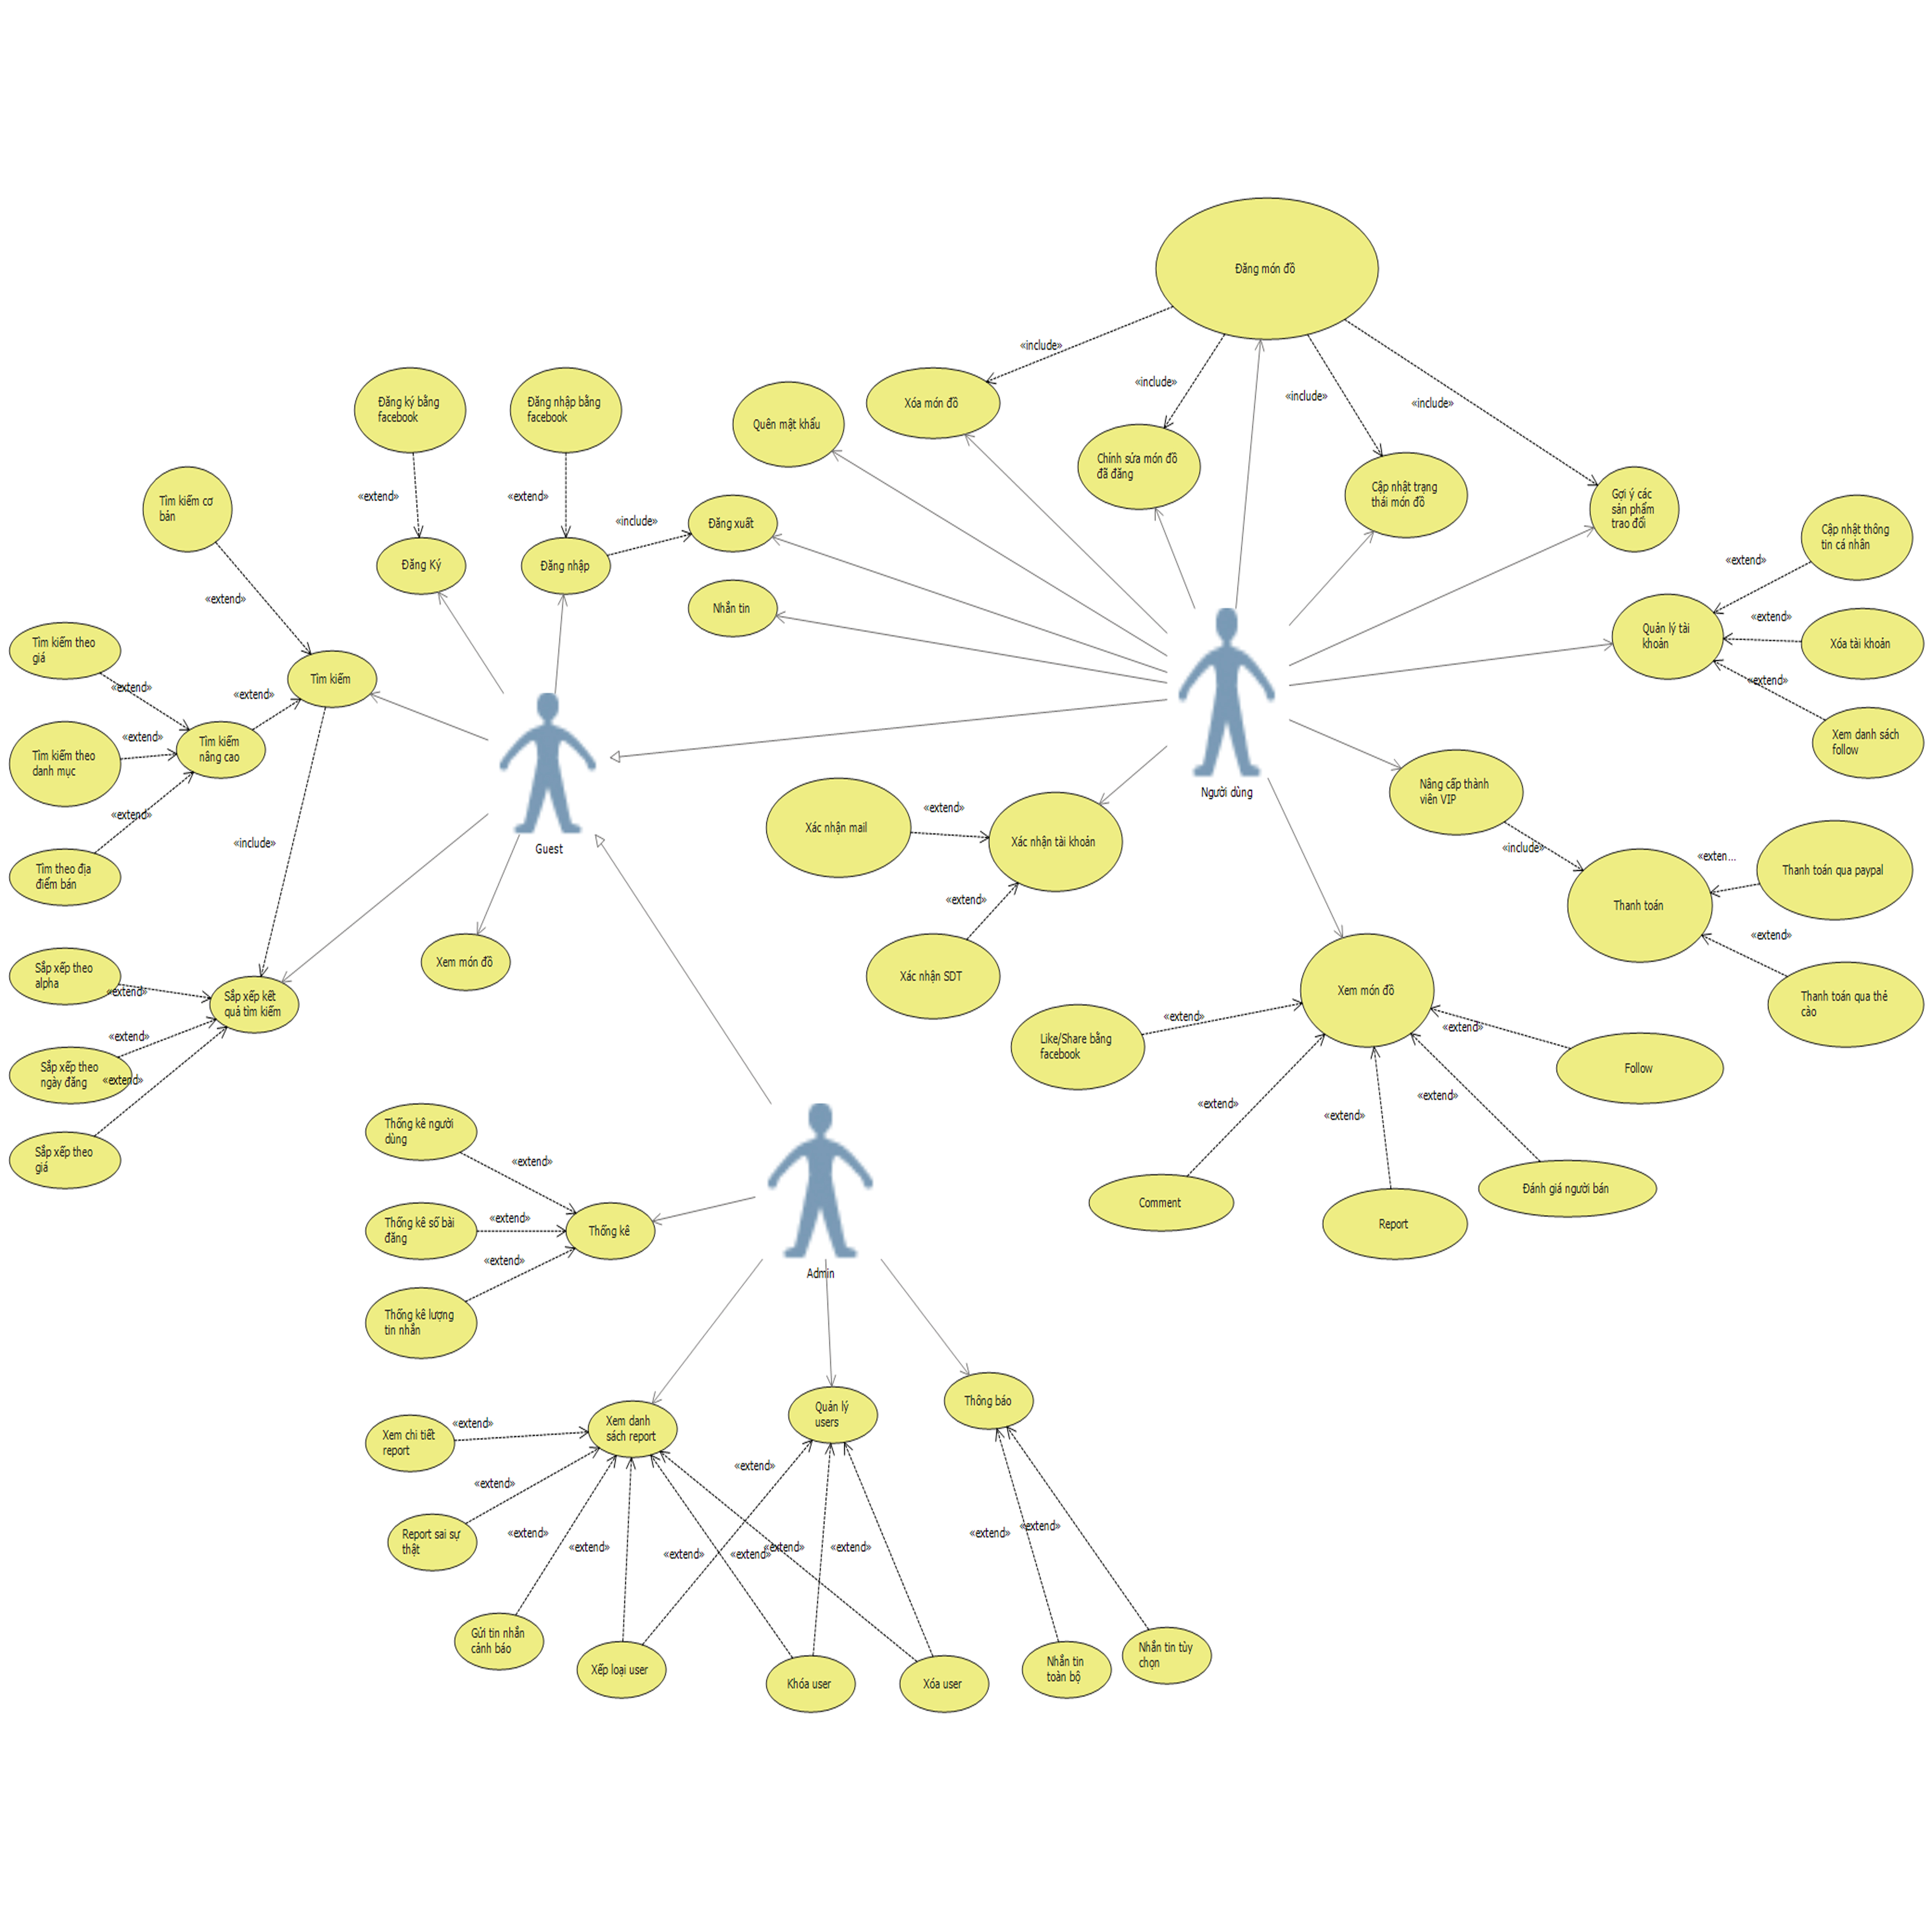 Đăng món đồ
«include»
«include»
«include»
«include»
Đăng ký bằng
facebook
Đăng nhập bằng
facebook
Quên mật khẩu
Xóa món đồ
Chỉnh sửa món đồ
đã đăng
Cập nhật trạng
thái món đồ
Gợi ý các
sản phẩm
trao đổi
Tìm kiếm cơ
bản
«extend»
«extend»
«include»
Đăng xuất
Đăng Ký
Đăng nhập
Nhắn tin
Cập nhật thông
tin cá nhân
«extend»
Quản lý tài
khoản
«extend»
Xóa tài khoản
«extend»
Xem danh sách
follow
«extend»
Tìm kiếm theo
giá
«extend»
«extend»
Tìm kiếm
Tìm kiếm theo
danh mục
«extend»
Tìm kiếm
nâng cao
«extend»
Tìm theo địa
điểm bán
«include»
Guest
Người dùng
Nâng cấp thành
viên VIP
«include»
Thanh toán
«exten...
Thanh toán qua paypal
«extend»
Thanh toán qua thẻ
cào
Xác nhận mail
«extend»
Xác nhận tài khoản
«extend»
Xác nhận SDT
Xem món đồ
Sắp xếp theo
alpha
«extend»
Sắp xếp kết
quả tìm kiếm
«extend»
Sắp xếp theo
ngày đăng
«extend»
Sắp xếp theo
giá
Xem món đồ
Like/Share bằng
facebook
«extend»
«extend»
Follow
«extend»
«extend»
«extend»
Comment
Report
Đánh giá người bán
Thống kê người
dùng
«extend»
Thống kê số bài
đăng
«extend»
Thống kê
«extend»
Thống kê lượng
tin nhắn
Admin
Xem chi tiết
report
«extend»
Xem danh
sách report
Quản lý
users
Thông báo
«extend»
Report sai sự
thật
«extend»
«extend»
«extend»
«extend»
«extend»
«extend»
«extend»
«extend»
«extend»
Gửi tin nhắn
cảnh báo
Xếp loại user
Khóa user
Xóa user
Nhắn tin
toàn bộ
Nhắn tin tùy
chọn